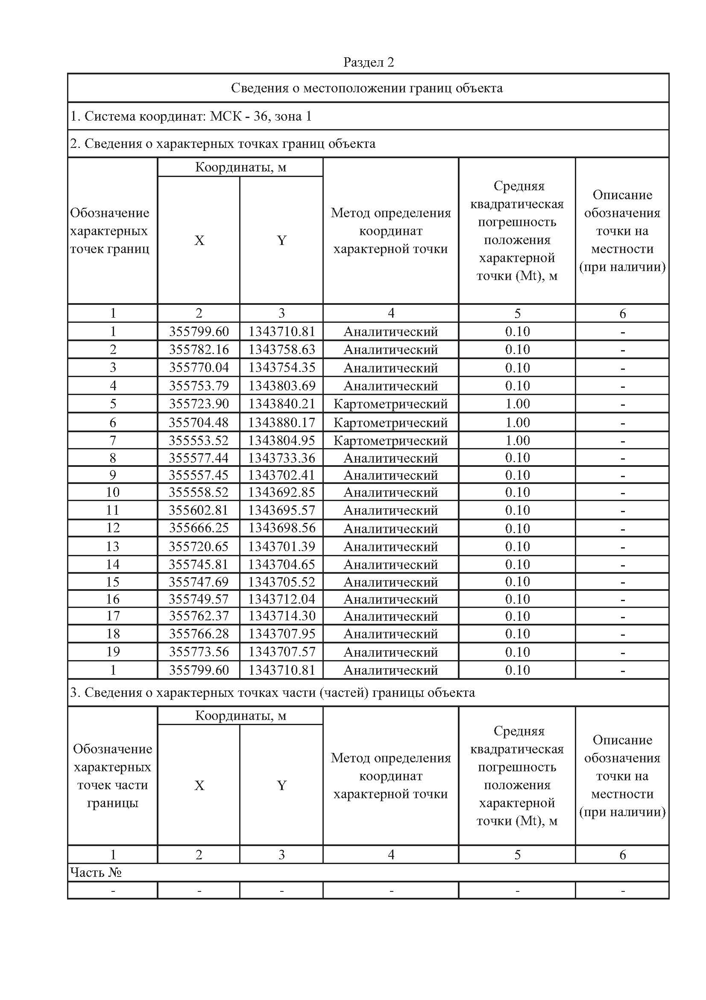 Раздел 2
Сведения о местоположении границ объекта
1. Система координат: МСК - 36, зона 1
2. Сведения о характерных точках границ объекта
Обозначение
характерных
точек границ
Координаты, м
X
Y
Метод определения
координат
характерной точки
Средняя
квадратическая
погрешность
положения
характерной
точки (Mt), м
Описание
обозначения
точки на
местности
(при наличии)
1 2 3 4 5 6
1 355799.60 1343710.81 Аналитический 0.10 -
2 355782.16 1343758.63 Аналитический 0.10 -
3 355770.04 1343754.35 Аналитический 0.10 -
4 355753.79 1343803.69 Аналитический 0.10 -
5 355723.90 1343840.21 Картометрический 1.00 -
6 355704.48 1343880.17 Картометрический 1.00 -
7 355553.52 1343804.95 Картометрический 1.00 -
8 355577.44 1343733.36 Аналитический 0.10 -
9 355557.45 1343702.41 Аналитический 0.10 -
10 355558.52 1343692.85 Аналитический 0.10 -
11 355602.81 1343695.57 Аналитический 0.10 -
12 355666.25 1343698.56 Аналитический 0.10 -
13 355720.65 1343701.39 Аналитический 0.10 -
14 355745.81 1343704.65 Аналитический 0.10 -
15 355747.69 1343705.52 Аналитический 0.10 -
16 355749.57 1343712.04 Аналитический 0.10 -
17 355762.37 1343714.30 Аналитический 0.10 -
18 355766.28 1343707.95 Аналитический 0.10 -
19 355773.56 1343707.57 Аналитический 0.10 -
1 355799.60 1343710.81 Аналитический 0.10 -
3. Сведения о характерных точках части (частей) границы объекта
Обозначение
характерных
точек части
границы
Координаты, м
X
Y
Метод определения
координат
характерной точки
Средняя
квадратическая
погрешность
положения
характерной
точки (Mt), м
Описание
обозначения
точки на
местности
(при наличии)
1 2 3 4 5 6
Часть №
- - - - - -